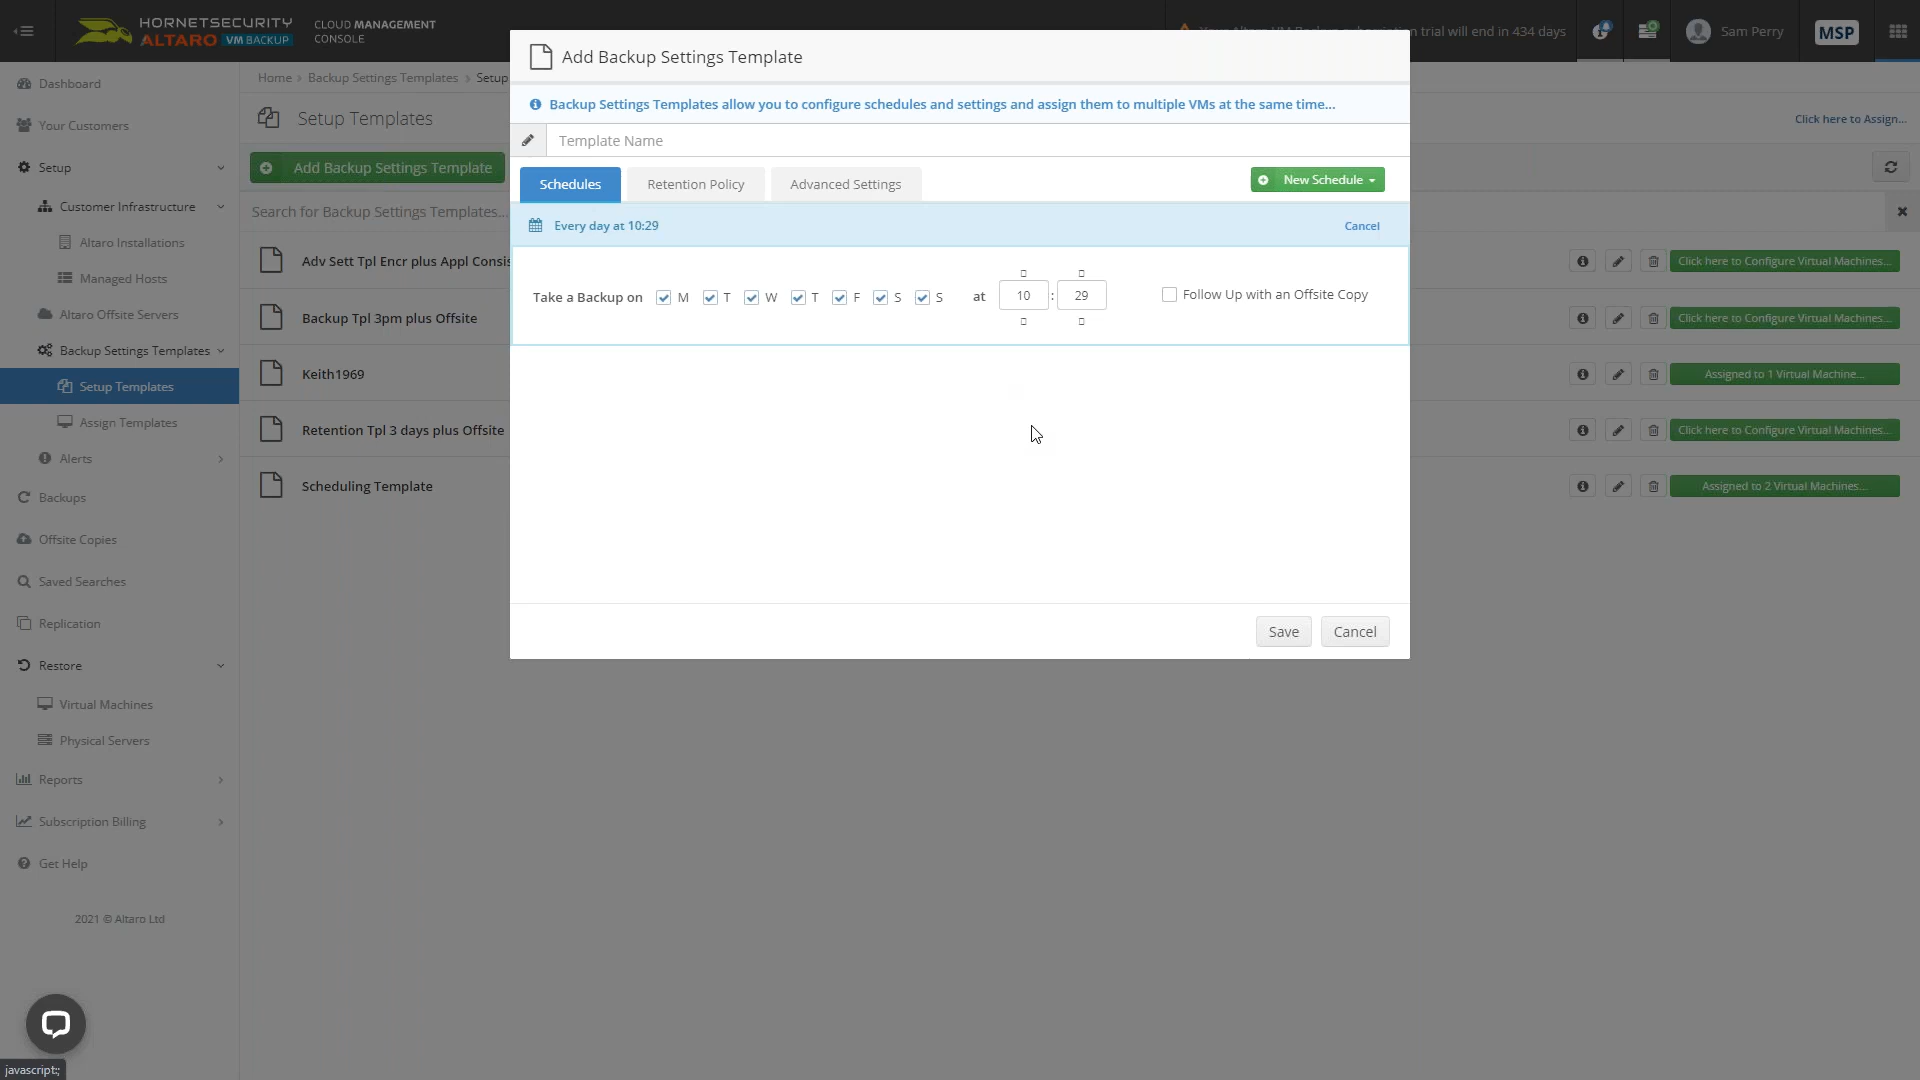 HORNETSECURITY
ALTARO VM BACKUP
CLOUD MANAGEMENT
CONSOLE
trial will end in 434 days
Sam Perry
MSP
Dashboard
Your Customers
Setup
Customer Infrastructure
Altaro Installations
Managed Hosts
Altaro Offsite Servers
Backup Settings Templates
Setup Templates
Assign Templates
Alerts
Backups
Offsite Copies
Saved Searches
Replication
Restore
Virtual Machines
Physical Servers
Reports
Subscription Billing
Get Help
2021 © Altaro Ltd
javascript:;
Home > Backup Settings Templates > Setup
Setup Templates
Click here to Assign...
Add Backup Settings Template
Search for Backup Settings Templates...
Adv Sett Tpl Encr plus Appl Consis
Click here to Configure Virtual Machines...
Backup Tpl 3pm plus Offsite
Click here to Configure Virtual Machines...
Keith1969
Assigned to 1 Virtual Machine...
Retention Tpl 3 days plus Offsite
Click here to Configure Virtual Machines...
Scheduling Template
Assigned to 2 Virtual Machines...
Add Backup Settings Template
Backup Settings Templates allow you to configure schedules and settings and assign them to multiple VMs at the same time...
Template Name
Schedules
Retention Policy
Advanced Settings
New Schedule
Every day at 10:29
Cancel
Take a Backup on M T W T F S S at 10 : 29
Follow Up with an Offsite Copy
Save
Cancel